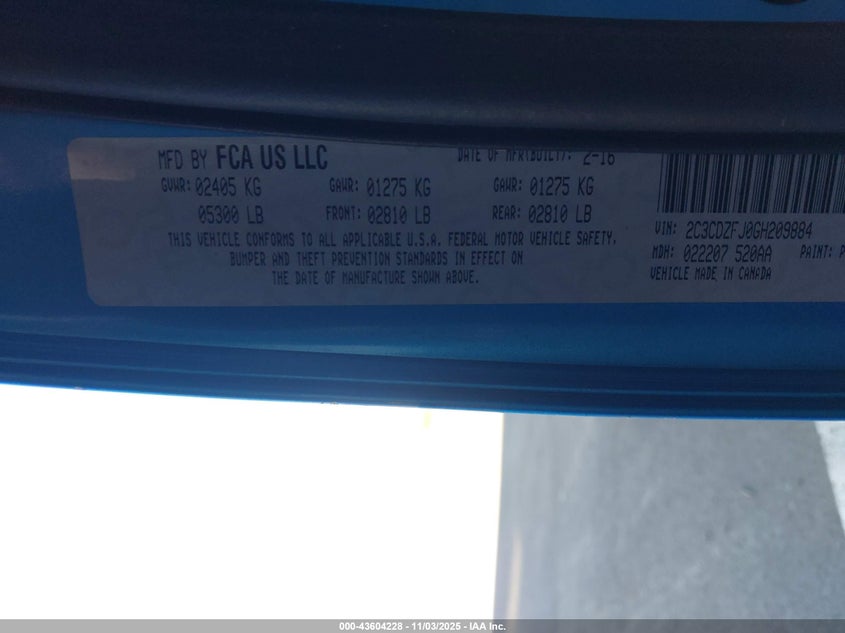 MFD BY FCA US LLC DATE OF MFR(BUILT): 2-16
GVWR: 02405 KG GAWR: 01275 KG GAWR: 01275 KG
05300 LB FRONT: 02810 LB REAR: 02810 LB
THIS VEHICLE CONFORMS TO ALL APPLICABLE U.S.A. FEDERAL MOTOR VEHICLE SAFETY,
BUMPER AND THEFT PREVENTION STANDARDS IN EFFECT ON
THE DATE OF MANUFACTURE SHOWN ABOVE.
VIN: 2C3CDZFJ0GH209884
MDH: 022207 520AA PAINT: P
VEHICLE MADE IN CANADA
000-43604228 - 11/03/2025 - IAA Inc.